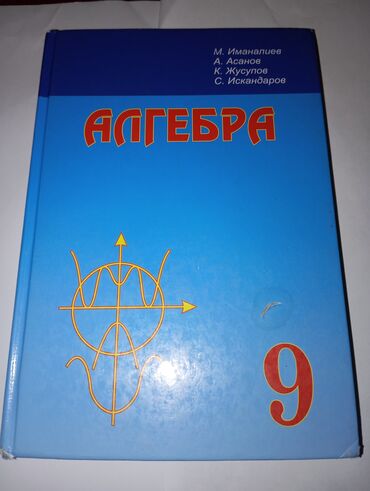 М. Иманалиев
А. Асанов
К. Жусупов
С. Искандаров
АЛГЕБРА
9